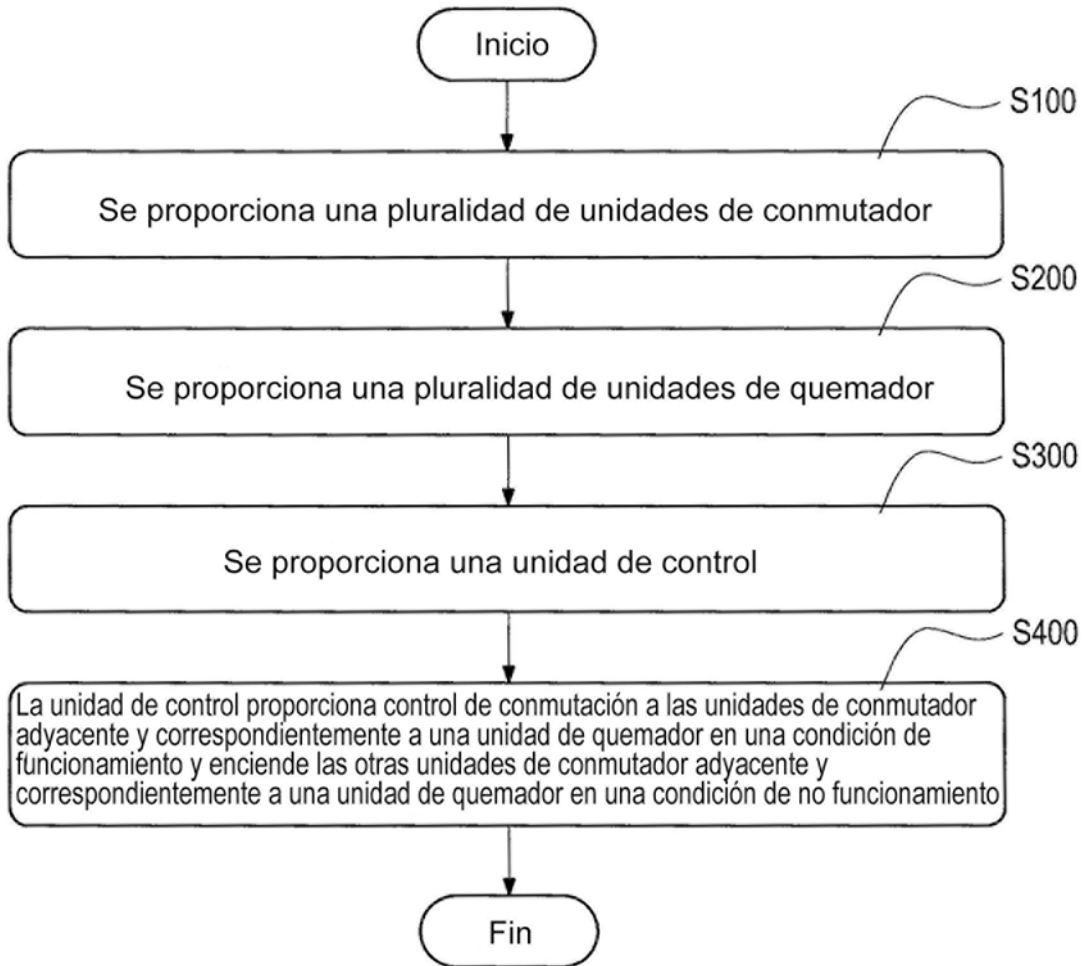 Inicio
S100
Se proporciona una pluralidad de unidades de conmutador
S200
Se proporciona una pluralidad de unidades de quemador
S300
Se proporciona una unidad de control
S400
La unidad de control proporciona control de conmutación a las unidades de conmutador
adyacente y correspondientemente a una unidad de quemador en una condición de
funcionamiento y enciende las otras unidades de conmutador adyacente y
correspondientemente a una unidad de quemador en una condición de no funcionamiento
Fin